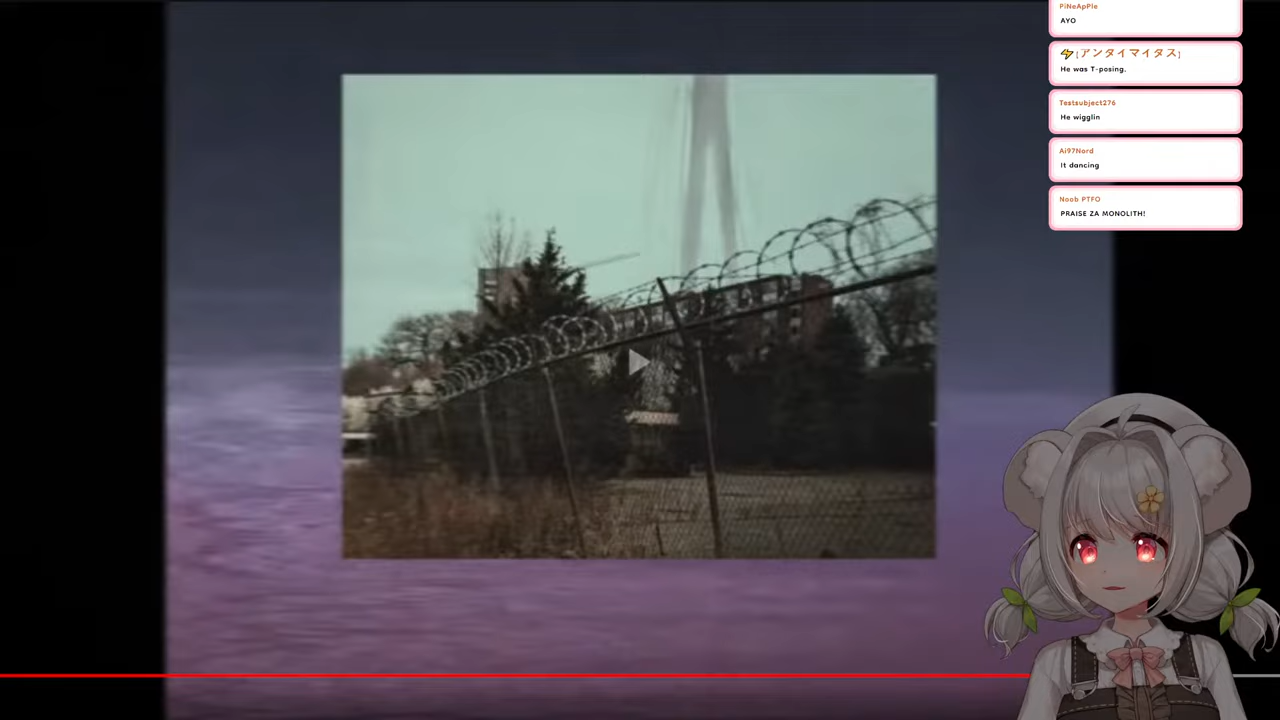 PiNeApPle
AYO
⚡[アンタイマイタス]
He was T-posing.
Testsubject276
He wigglin
Ai97Nord
It dancing
Noob PTFO
PRAISE ZA MONOLITH!